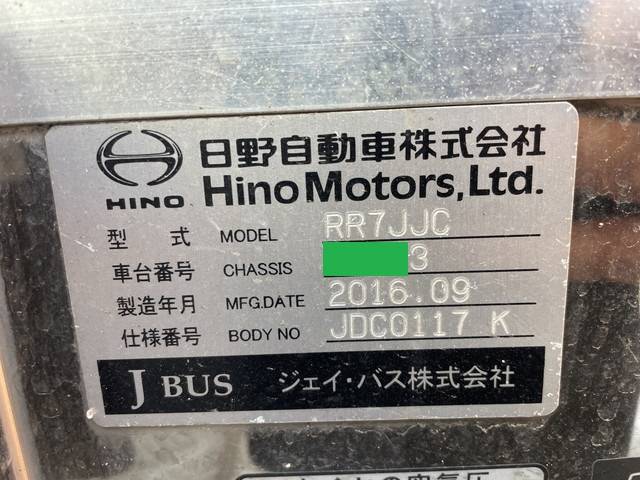 HINO
日野自動車株式会社
Hino Motors, Ltd.
型 式 MODEL RR7JJC
車台番号 CHASSIS 3
製造年月 MFG.DATE 2016.09
仕様番号 BODY NO JDC0117 K
J BUS ジェイ・バス株式会社